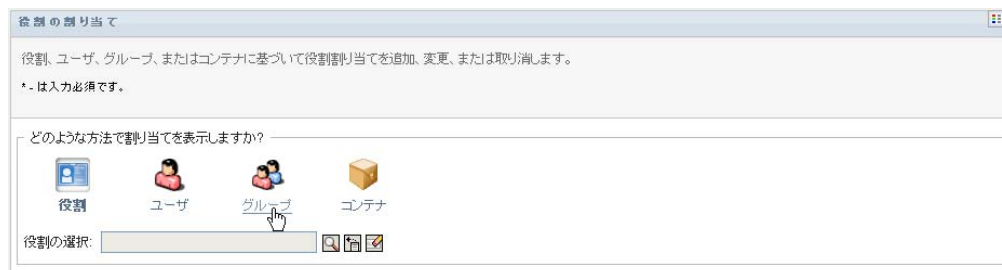 役割の割り当て
役割、ユーザ、グループ、またはコンテナに基づいて役割割り当てを追加、変更、または取り消します。
* - は入力必須です。
どのような方法で割り当てを表示しますか?
役割 ユーザ グループ コンテナ
役割の選択: